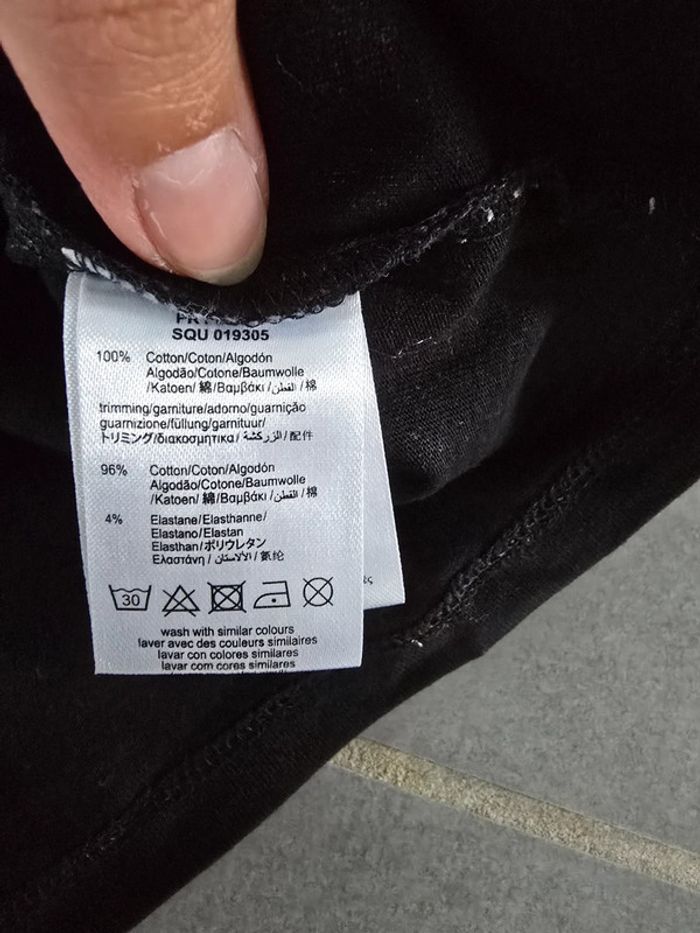 SQU 019305
100% Cotton/Coton/Algodón
Algodão/Cotone/Baumwolle
/Katoen/ 綿/Βαμβάκι /القطن/棉
trimming/garniture/adorno/guarnição
guarnizione/füllung/garnituur/
トリミング/διακοσμητικα/الزركشة/配件
96% Cotton/Coton/Algodón
Algodão/Cotone/Baumwolle
/Katoen/ 綿/Βαμβάκι /القطن/棉
4% Elastane/Elasthanne/
Elastano/Elastan
Elasthan/ポリウレタン
Ελαστάνη/الالاستان/氨纶
30
wash with similar colours
laver avec des couleurs similaires
lavar con colores similares
lavar com cores similares